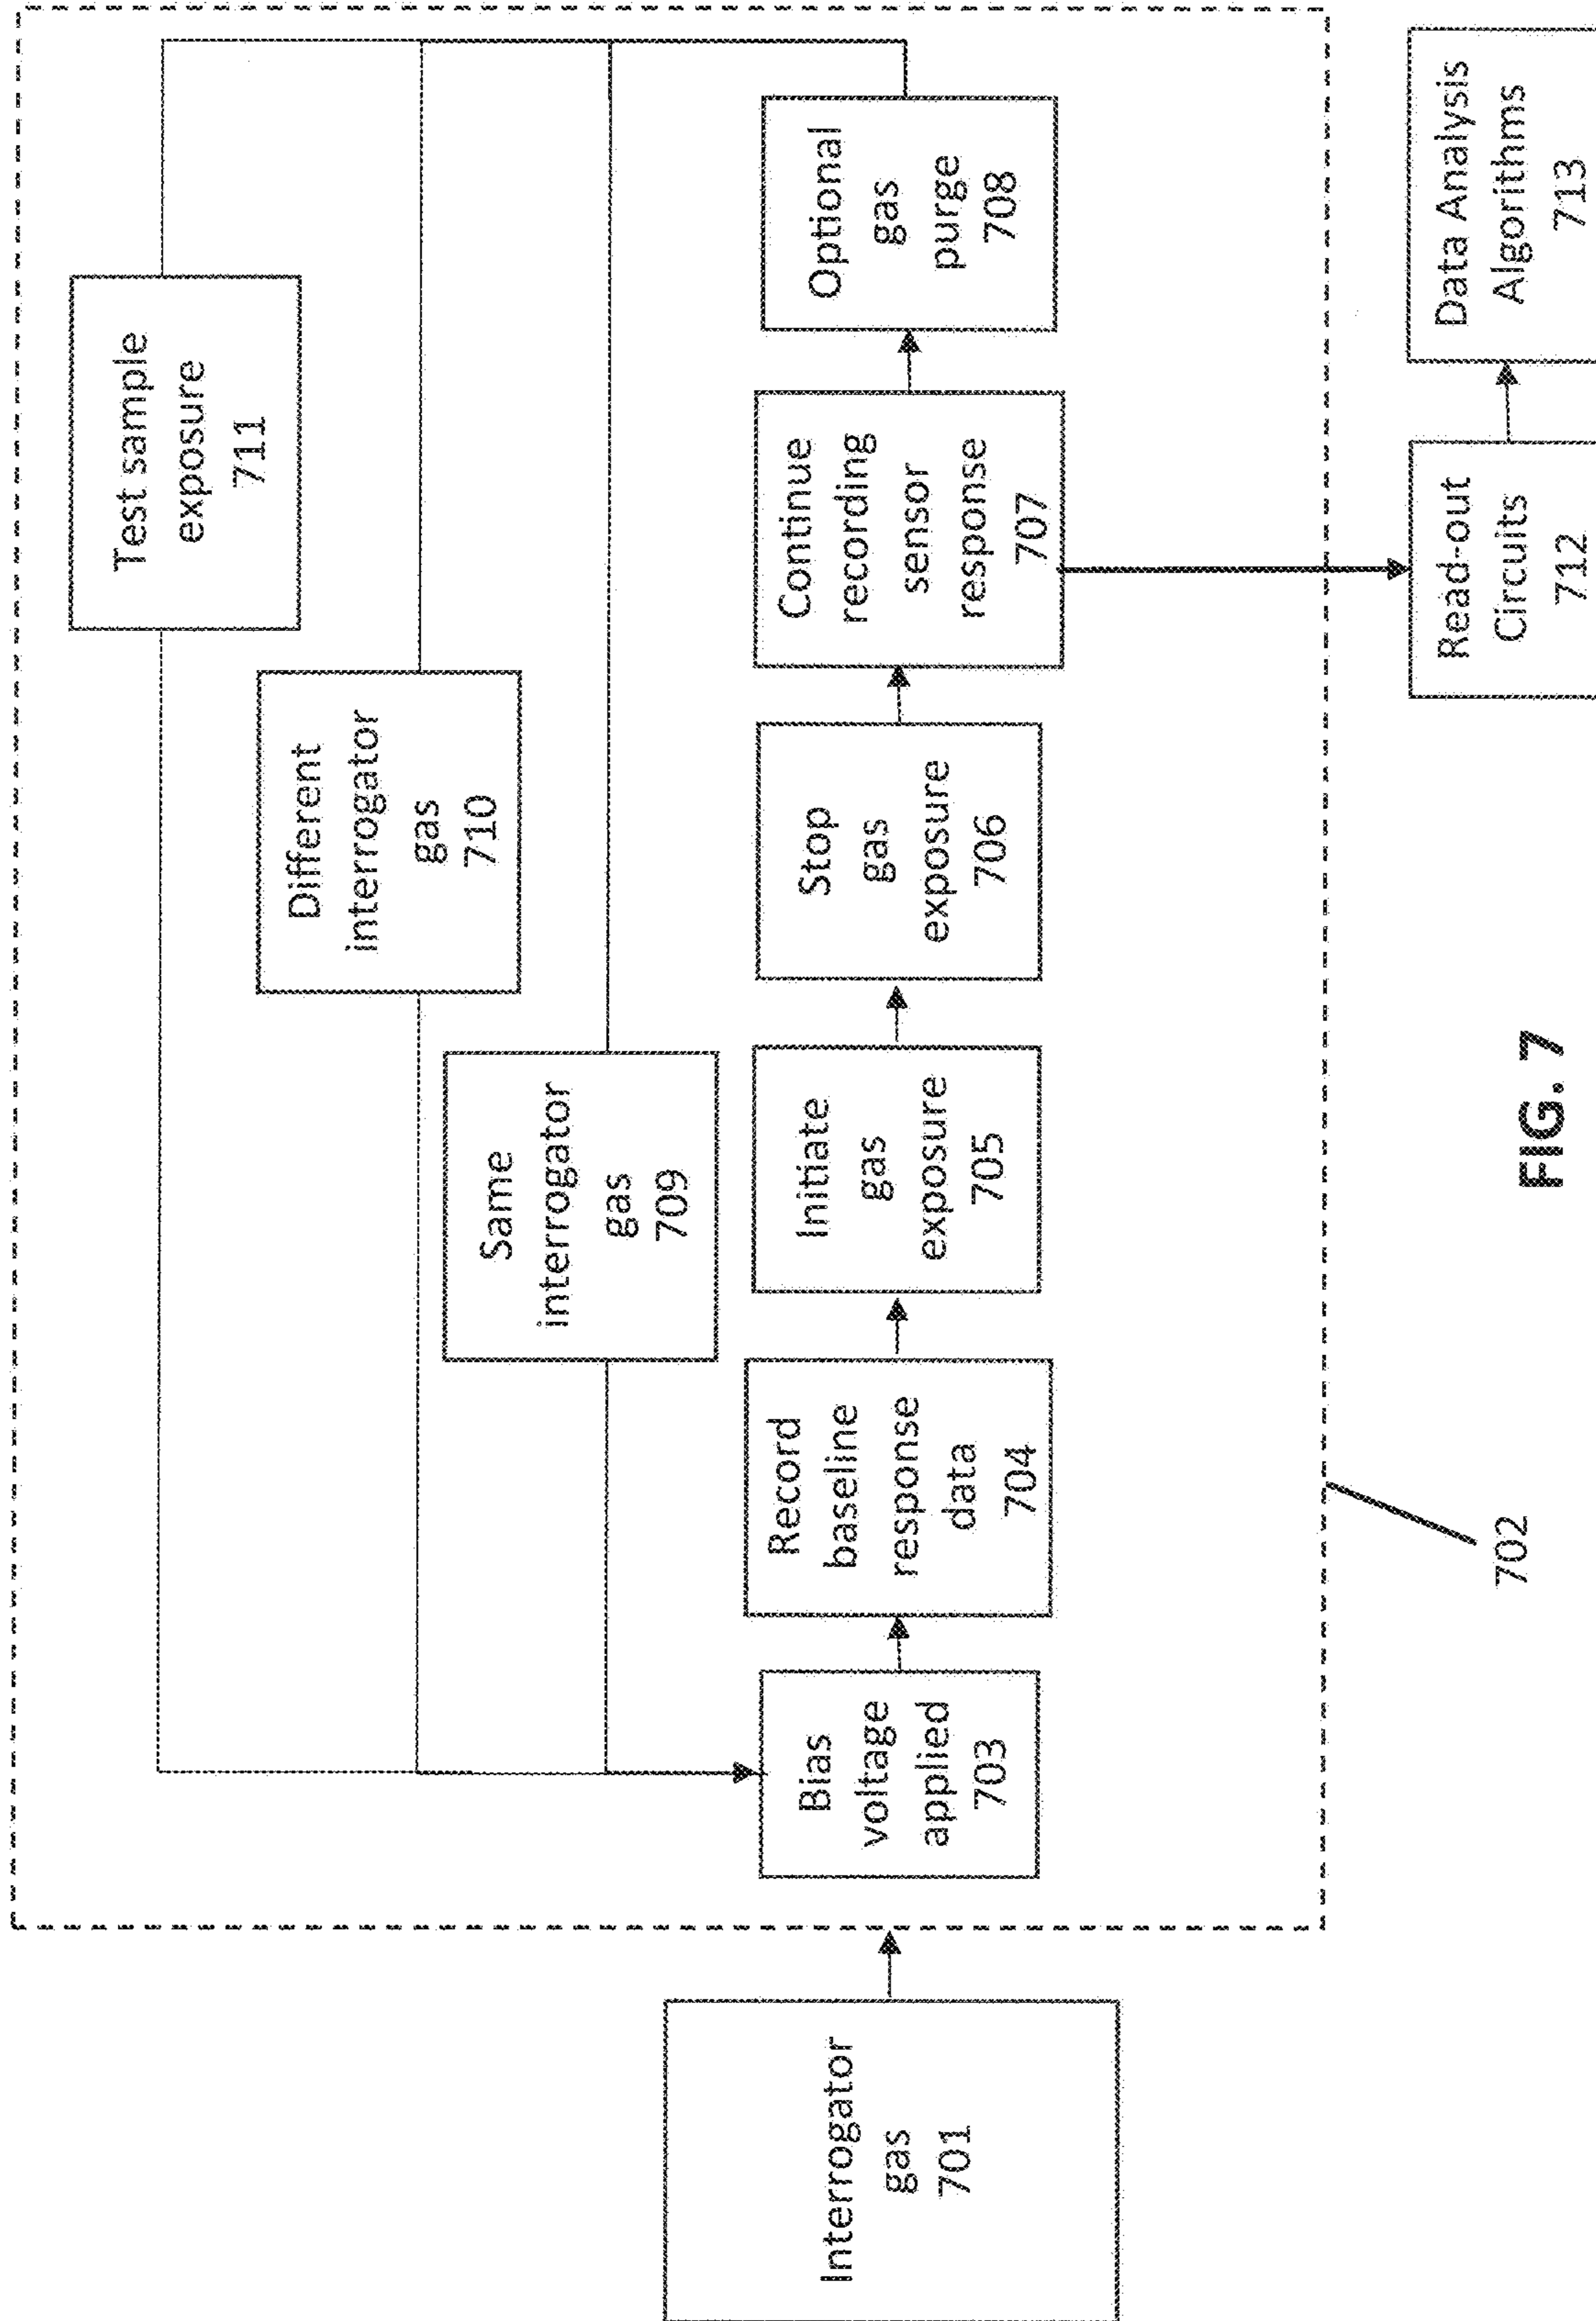 Interrogator
gas
701
Test sample
exposure
711
Different
interrogator
gas
710
Same
interrogator
gas
709
Bias
voltage
applied
703
Record
baseline
response
data
704
Initiate
gas
exposure
705
Stop
gas
exposure
706
Continue
recording
sensor
response
707
Optional
gas
purge
708
Read-out
Circuits
712
Data Analysis
Algorithms
713
702
FIG. 7